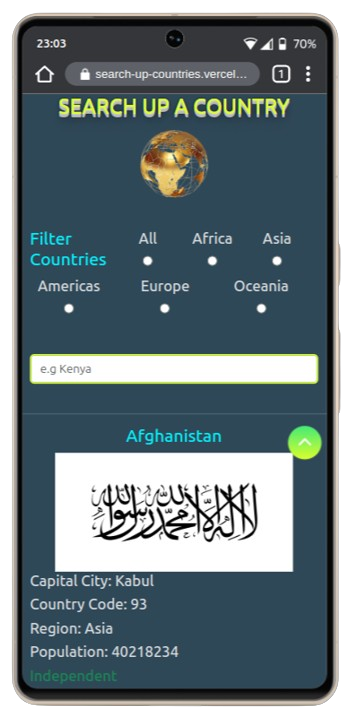 23:03
70%
search-up-countries.vercel...
1
SEARCH UP A COUNTRY
Filter Countries
All
Africa
Asia
Americas
Europe
Oceania
e.g Kenya
Afghanistan
لا إله إلا الله محمد رسول الله
Capital City: Kabul
Country Code: 93
Region: Asia
Population: 40218234
Independent